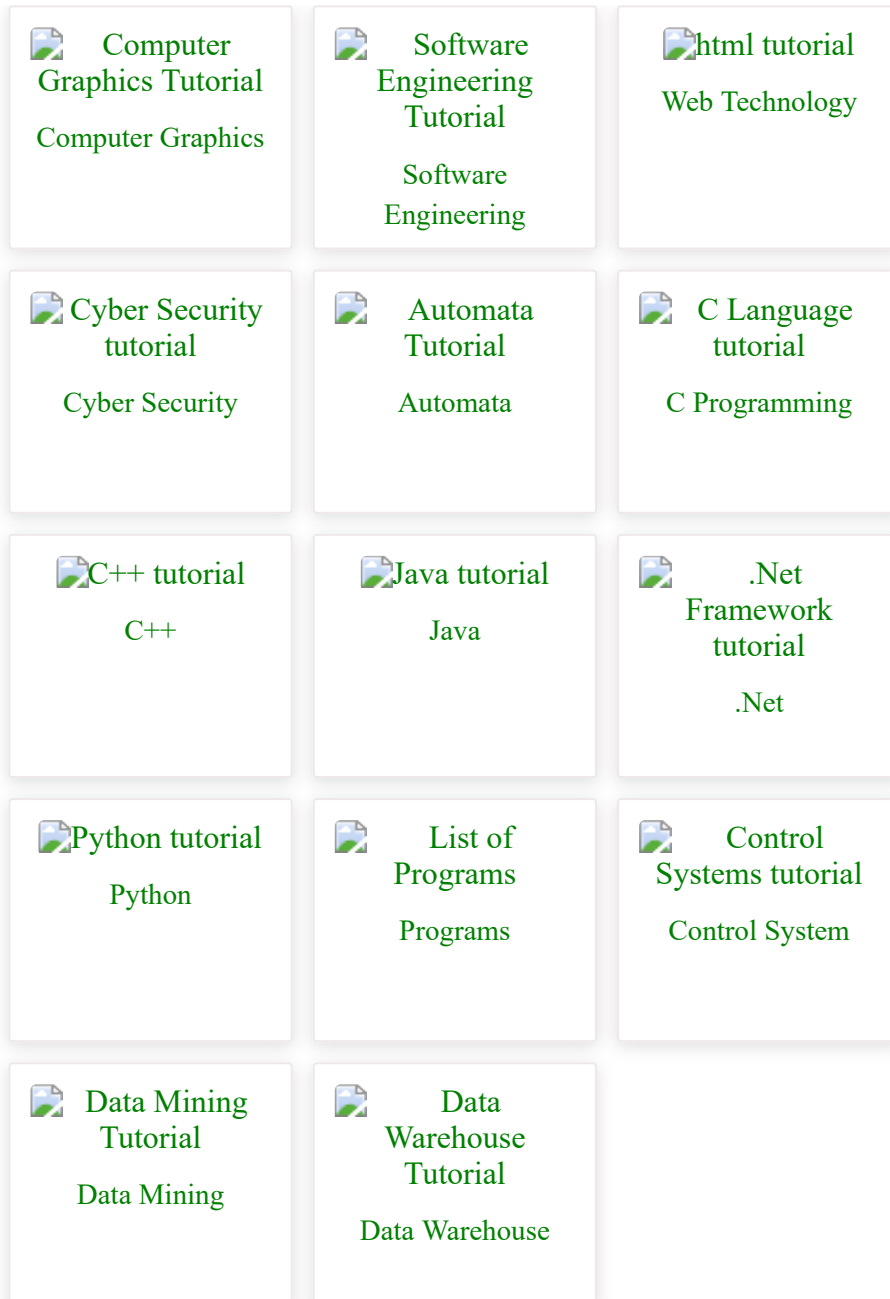 Computer
Graphics Tutorial
Computer Graphics
Software
Engineering
Tutorial
Software
Engineering
html tutorial
Web Technology
Cyber Security
tutorial
Cyber Security
Automata
Tutorial
Automata
C Language
tutorial
C Programming
C++ tutorial
C++
Java tutorial
Java
.Net
Framework
tutorial
.Net
Python tutorial
Python
List of
Programs
Programs
Control
Systems tutorial
Control System
Data Mining
Tutorial
Data Mining
Data
Warehouse
Tutorial
Data Warehouse